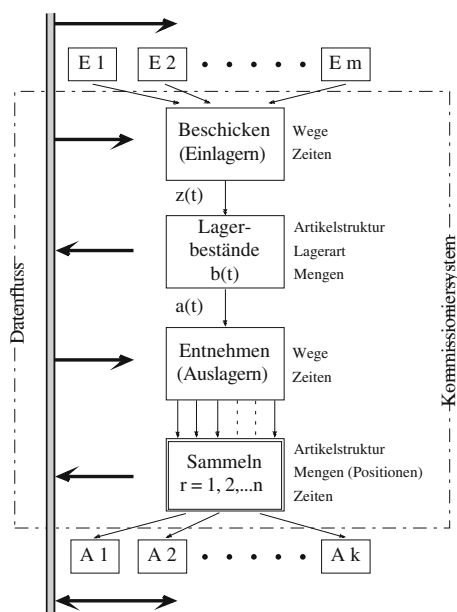 E 1
E 2
E m
Beschicken
(Einlagern)
Wege
Zeiten
z(t)
Lager-
bestände
b(t)
Artikelstruktur
Lagerart
Mengen
a(t)
Entnehmen
(Auslagern)
Wege
Zeiten
Sammeln
r = 1, 2,...n
Artikelstruktur
Mengen (Positionen)
Zeiten
A 1
A 2
A k
Datenfluss
Kommissioniersystem